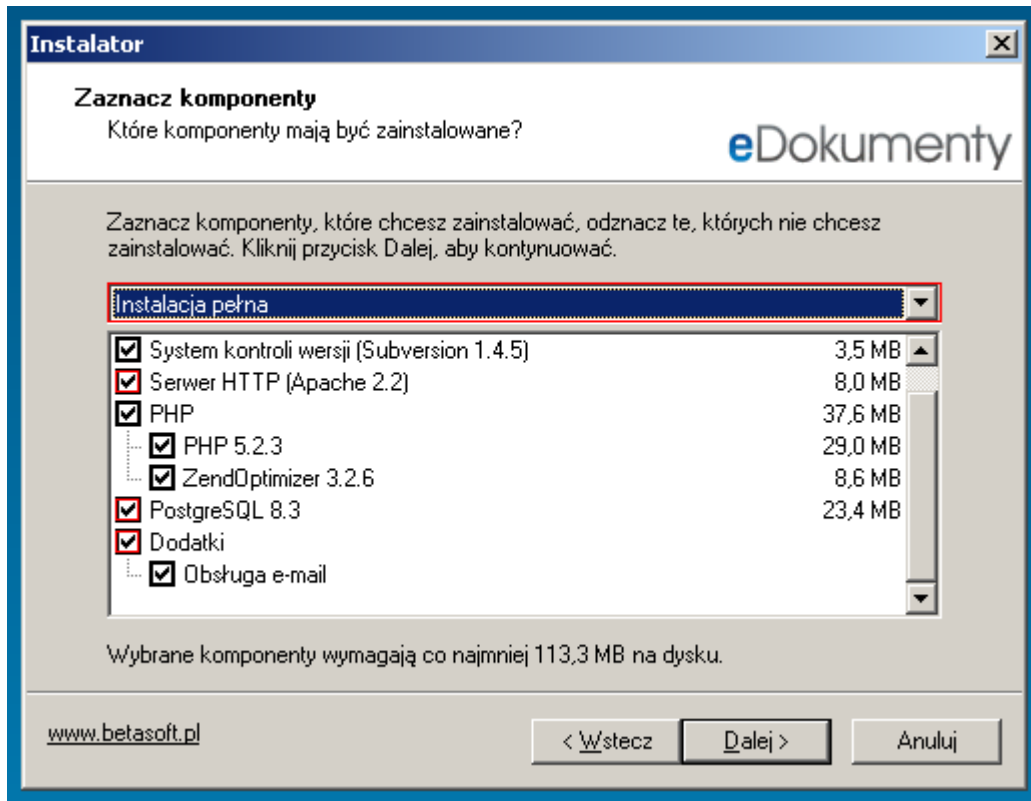 Instalator
Zaznacz komponenty
Które komponenty mają być zainstalowane?
eDokumenty
Zaznacz komponenty, które chcesz zainstalować, odznacz te, których nie chcesz
zainstalować. Kliknij przycisk Dalej, aby kontynuować.
Instalacja pełna
System kontroli wersji (Subversion 1.4.5) 3,5 MB
Serwer HTTP (Apache 2.2) 8,0 MB
PHP 37,6 MB
PHP 5.2.3 29,0 MB
ZendOptimizer 3.2.6 8,6 MB
PostgreSQL 8.3 23,4 MB
Dodatki
Obsługa e-mail
Wybrane komponenty wymagają co najmniej 113,3 MB na dysku.
www.betasoft.pl < Wstecz Dalej > Anuluj